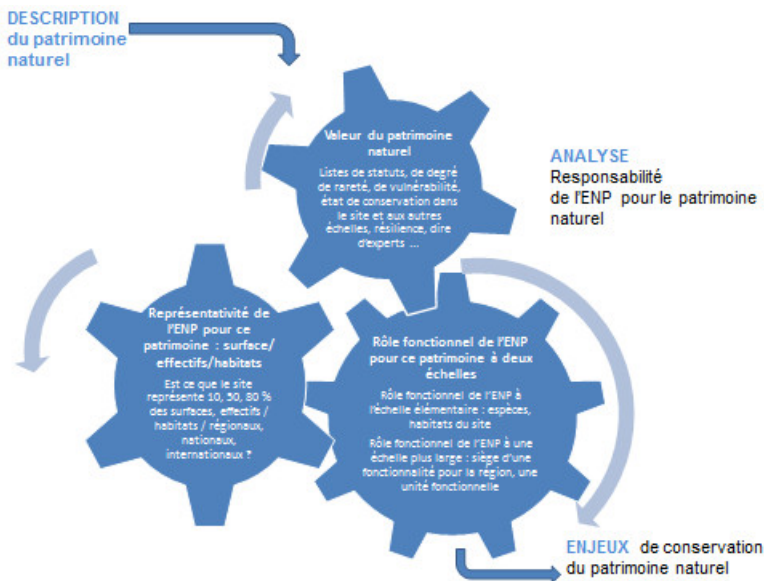 DESCRIPTION
du patrimoine
naturel
Valeur du patrimoine
naturel
Listes de statuts, de degré
de rareté, de vulnérabilité,
état de conservation dans
le site et aux autres
échelles, résilience, dire
d'experts ...
ANALYSE
Responsabilité
de l'ENP pour le patrimoine
naturel
Représentativité de
l'ENP pour ce
patrimoine : surface/
effectifs/habitats
Est ce que le site
représente 10, 50, 80 %
des surfaces, effectifs /
habitats / régionaux,
nationaux,
internationaux ?
Rôle fonctionnel de l'ENP
pour ce patrimoine à deux
échelles
Rôle fonctionnel de l'ENP à
l'échelle élémentaire : espèces,
habitats du site
Rôle fonctionnel de l'ENP à une
échelle plus large : siège d'une
fonctionnalité pour la région, une
unité fonctionnelle
ENJEUX de conservation
du patrimoine naturel